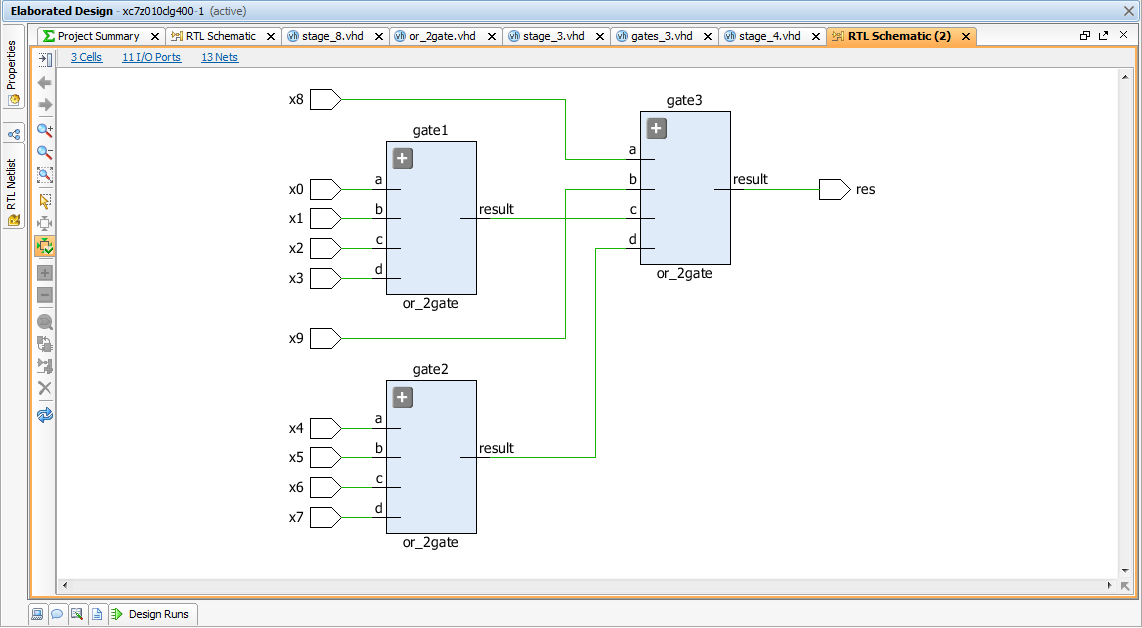 Elaborated Design - xc7z010clg400-1 (active)
Project Summary
RTL Schematic
stage_8.vhd
or_2gate.vhd
stage_3.vhd
gates_3.vhd
stage_4.vhd
RTL Schematic (2)
Properties
RTL Netlist
3 Cells
11 I/O Ports
13 Nets
x8
gate3
gate1
a
b
c
d
result
res
or_2gate
x0
x1
x2
x3
a
b
c
d
result
or_2gate
x9
gate2
x4
x5
x6
x7
a
b
c
d
result
or_2gate
Design Runs